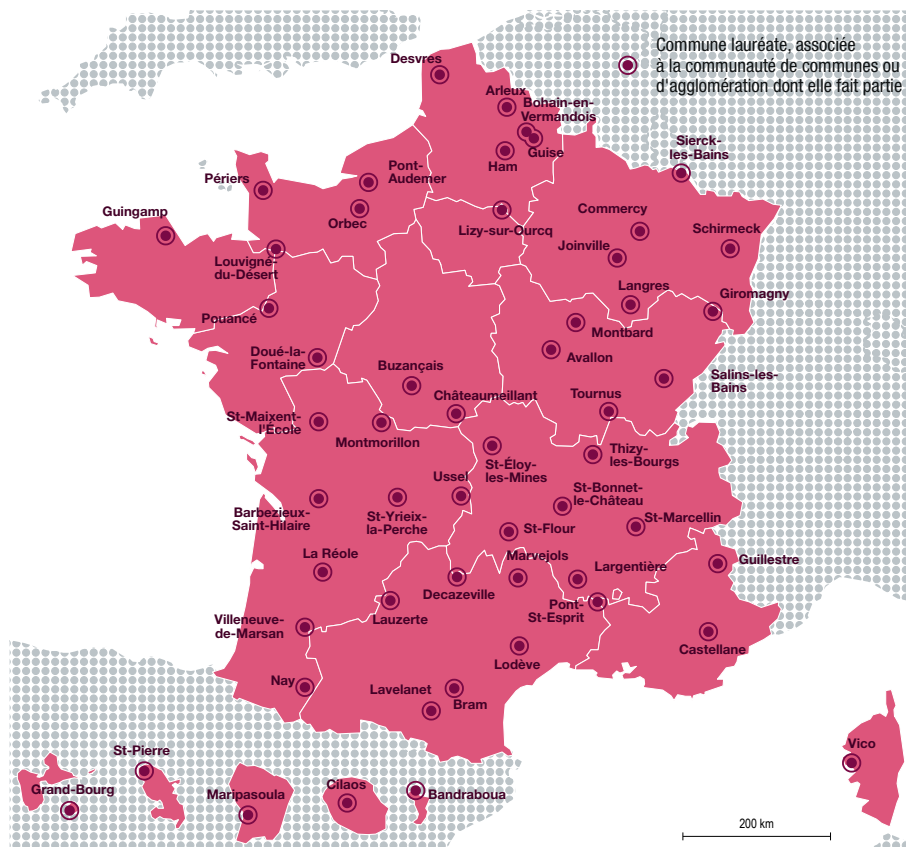 Commune lauréate, associée
à la communauté de communes ou
d'agglomération dont elle fait partie
Desvres
Arleux
Bohain-en-
Vermandois
Guise
Ham
Sierck-
les-Bains
Pont-
Audemer
Périers
Orbec
Lizy-sur-Ourcq
Commercy
Schirmeck
Joinville
Guingamp
Louvigné-
du-Désert
Langres
Giromagny
Pouancé
Montbard
Avallon
Doué-la-
Fontaine
Buzançais
Salins-les-
Bains
Châteaumeillant
Tournus
St-Maixent-
l'École
Montmorillon
St-Éloy-
les-Mines
Thizy-
les-Bourgs
Ussel
St-Bonnet-
le-Château
Barbezieux-
Saint-Hilaire
St-Yrieix-
la-Perche
St-Flour
St-Marcellin
La Réole
Marvejols
Largentière
Guillestre
Decazeville
Pont-
St-Esprit
Lauzerte
Villeneuve-
de-Marsan
Castellane
Lodève
Nay
Lavelanet
Bram
St-Pierre
Vico
Grand-Bourg
Maripasoula
Cilaos
Bandraboua
200 km